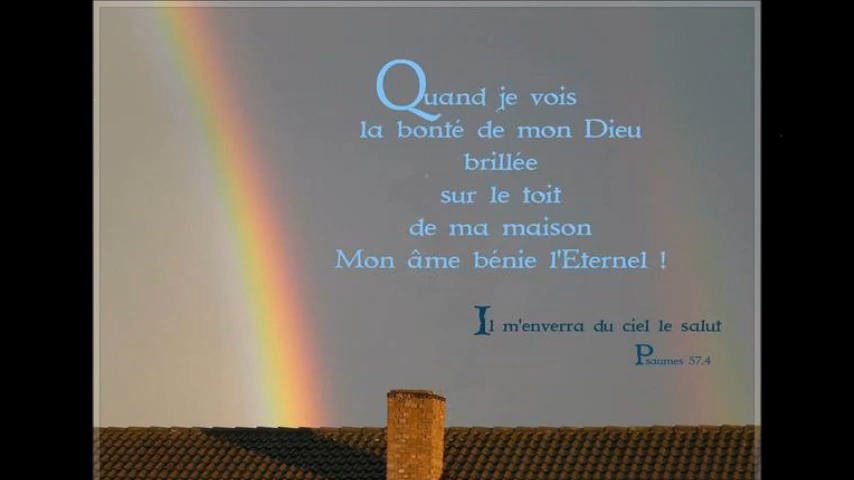 Quand je vois
la bonté de mon Dieu
brillée
sur le toit
de ma maison
Mon âme bénie l'Eternel !
Il m'enverra du ciel le salut
Psaumes 57,4